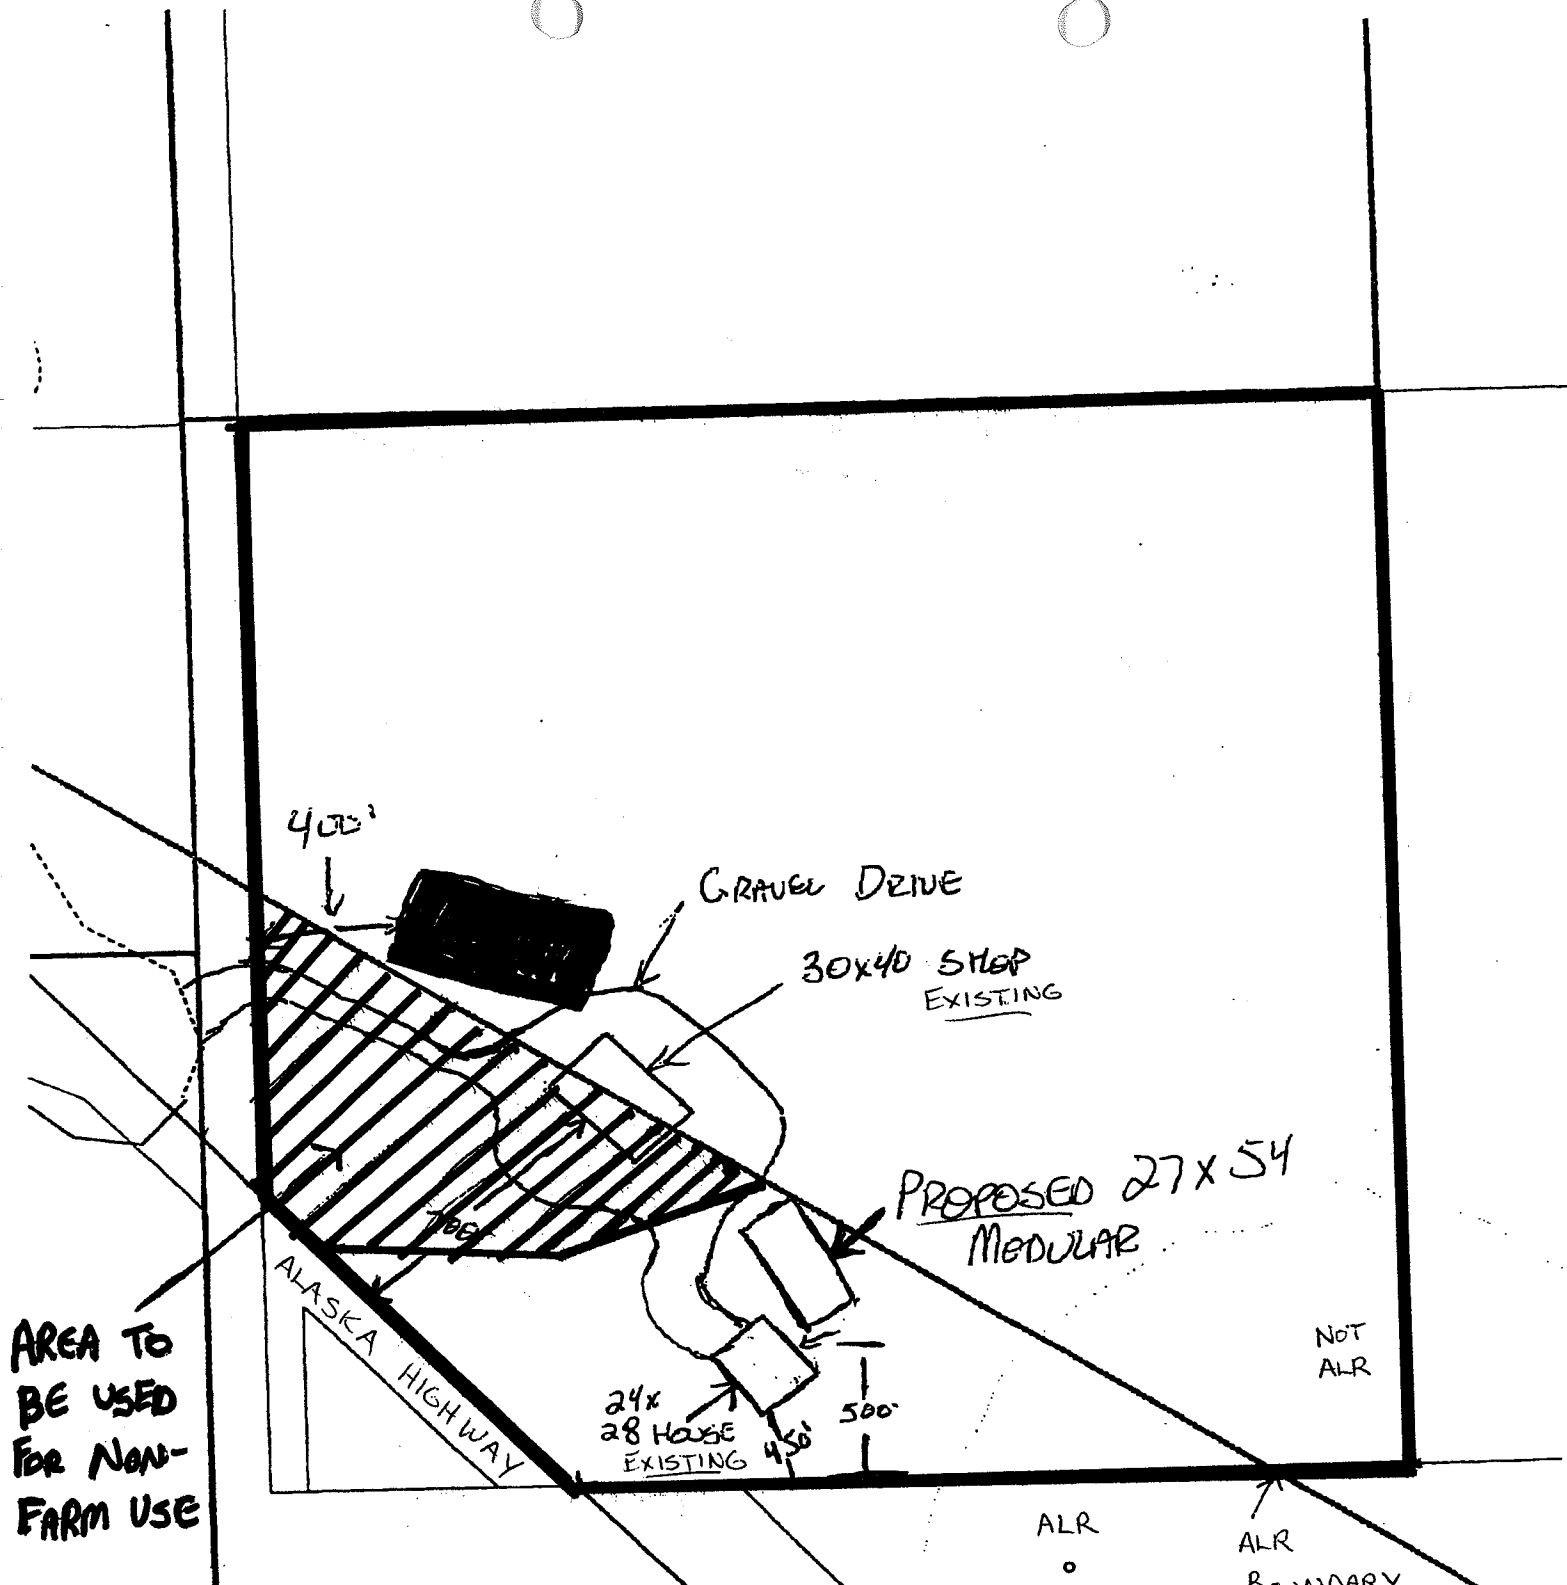 400'
GRAVEL DRIVE
30x40 SHOP
EXISTING
PROPOSED 27 x 54
MODULAR
ALASKA HIGHWAY
AREA TO
BE USED
FOR NON-
FARM USE
NOT
ALR
24x
28 HOUSE
EXISTING
450'
500'
ALR
ALR
BOUNDARY